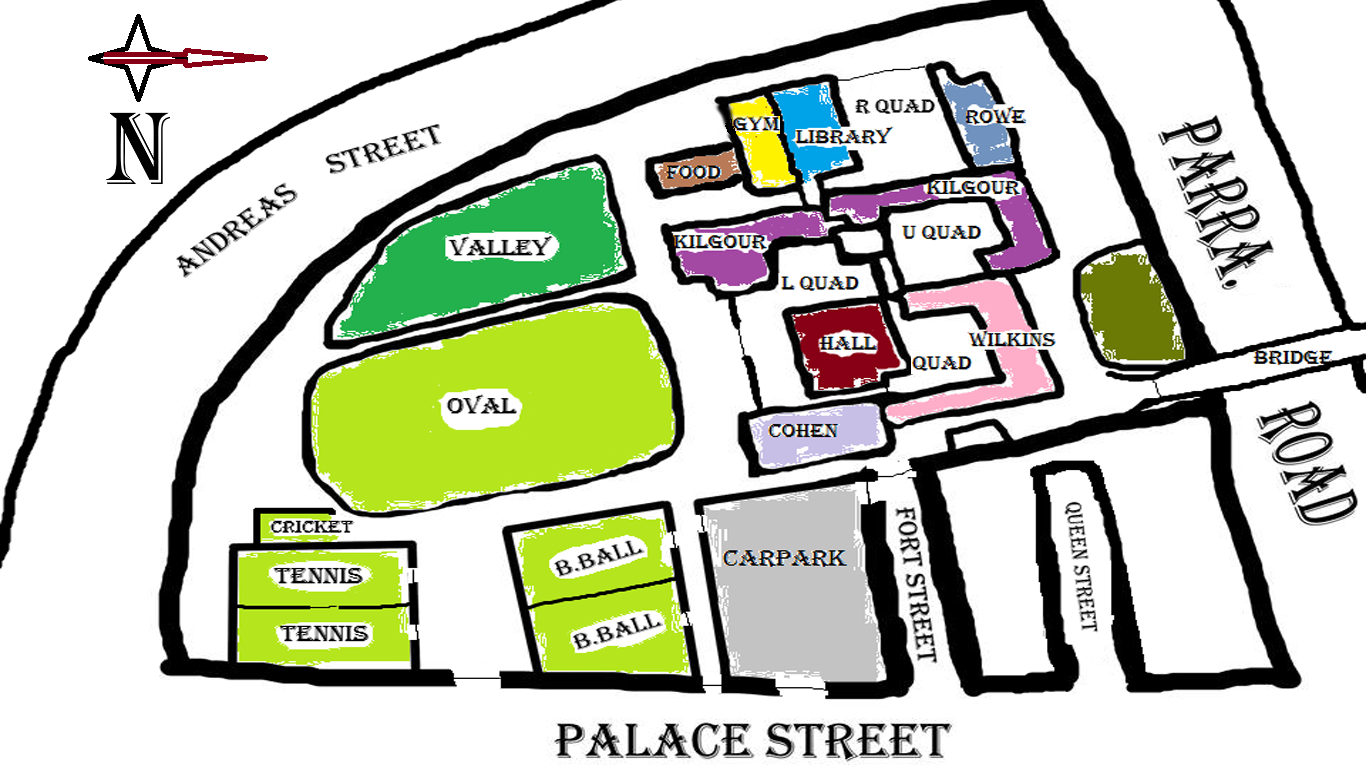 N
ANDREAS STREET
PARRA.
ROAD
GYM
LIBRARY
R QUAD
ROWE
FOOD
KILGOUR
VALLEY
KILGOUR
U QUAD
L QUAD
HALL
WILKINS
QUAD
BRIDGE
OVAL
COHEN
CRICKET
TENNIS
TENNIS
B.BALL
B.BALL
CARPARK
FORT STREET
QUEEN STREET
PALACE STREET